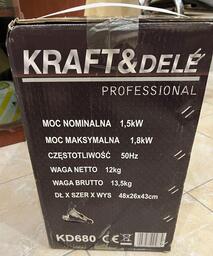 KRAFT&DELE
PROFESSIONAL
MOC NOMINALNA 1,5kW
MOC MAKSYMALNA 1,8kW
CZĘSTOTLIWOŚĆ 50Hz
WAGA NETTO 12kg
WAGA BRUTTO 13,5kg
DŁ X SZER X WYS 48x26x43cm
KD680 CE